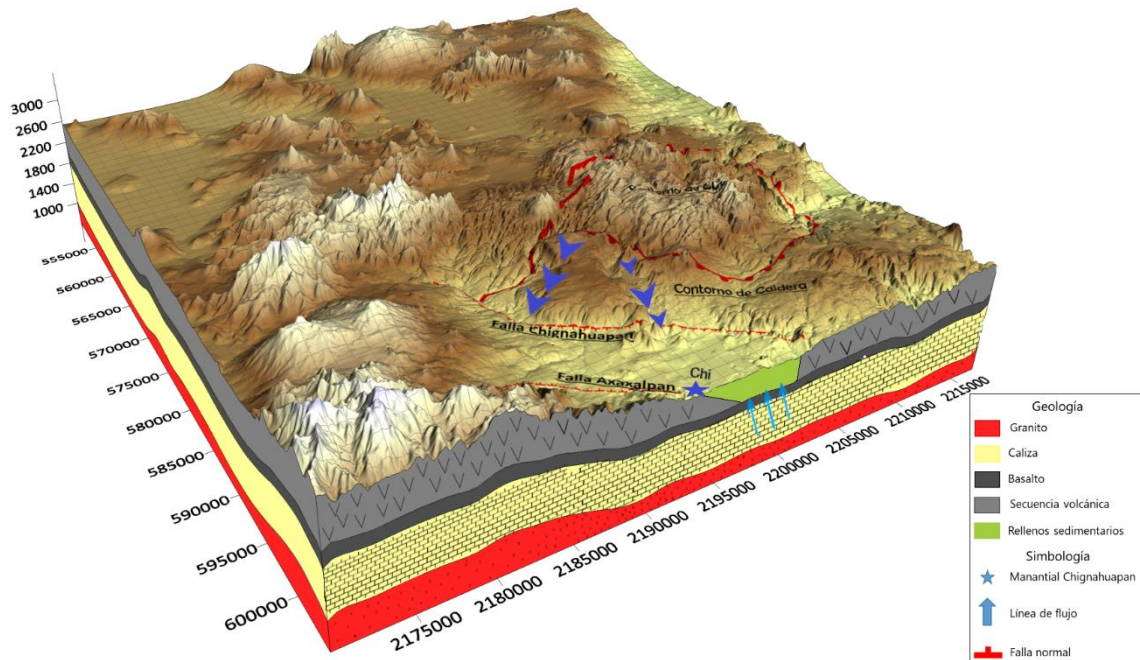 3000
2600
2200
1800
1400
1000
555000
560000
565000
570000
575000
580000
585000
590000
595000
600000
2175000
2180000
2185000
2190000
2195000
2200000
2205000
2210000
2215000
Contorno de Caldera
Falla Chignahuapan
Falla Axaxalpan
Chi
Geología
Granito
Caliza
Basalto
Secuencia volcánica
Rellenos sedimentarios
Simbología
Manantial Chignahuapan
Línea de flujo
Falla normal